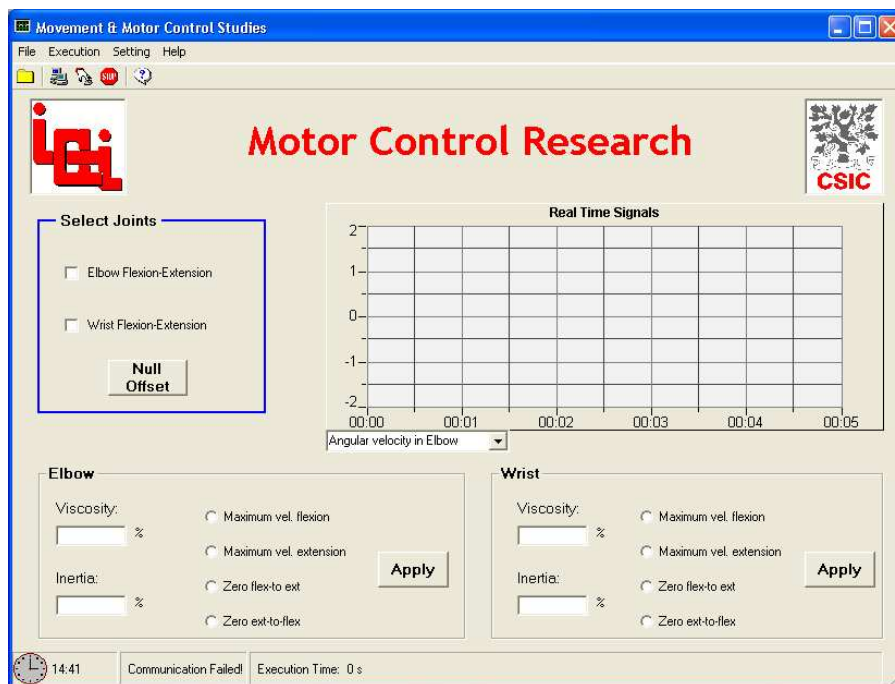 Movement & Motor Control Studies
File Execution Setting Help
STOP
?
Motor Control Research
CSIC
Select Joints
Elbow Flexion-Extension
Wrist Flexion-Extension
Null
Offset
Real Time Signals
2
1
0
-1
-2
00:00 00:01 00:02 00:03 00:04 00:05
Angular velocity in Elbow
Elbow
Viscosity:
%
Inertia:
%
Maximum vel. flexion
Maximum vel. extension
Zero flex-to ext
Zero ext-to-flex
Apply
Wrist
Viscosity:
%
Inertia:
%
Maximum vel. flexion
Maximum vel. extension
Zero flex-to ext
Zero ext-to-flex
Apply
14:41 Communication Failed! Execution Time: 0 s